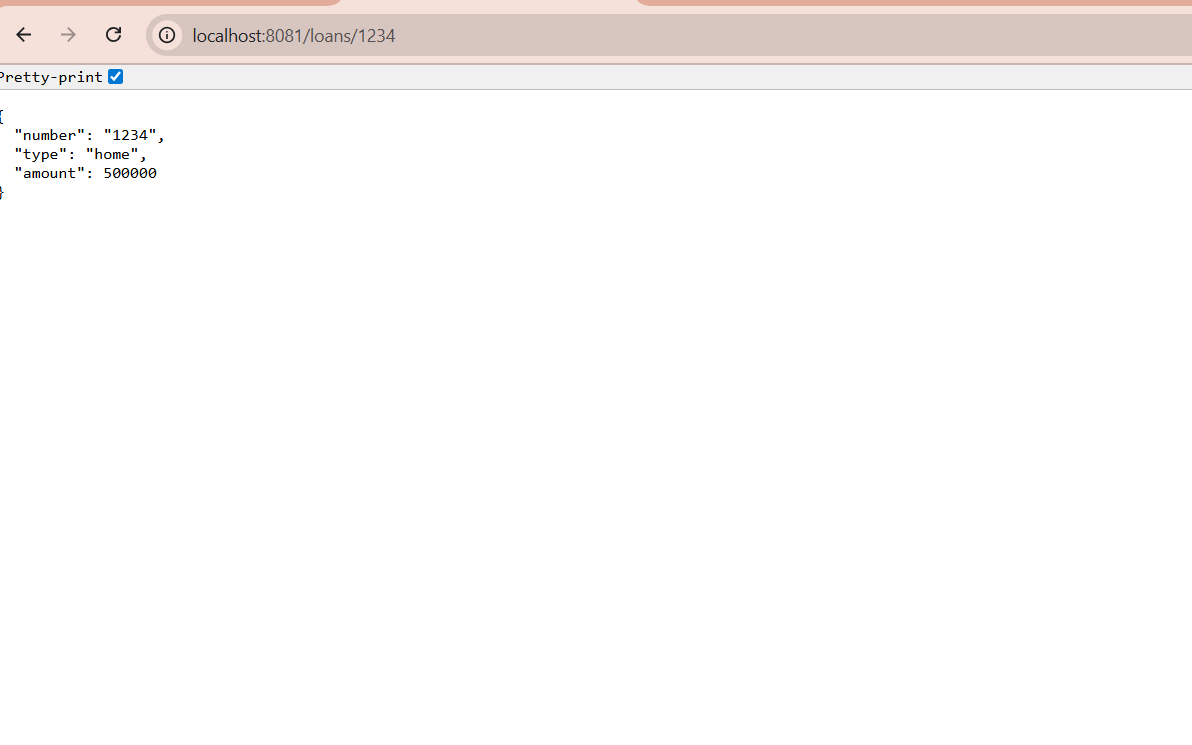 localhost:8081/loans/1234
Pretty-print
{
"number": "1234",
"type": "home",
"amount": 500000
}